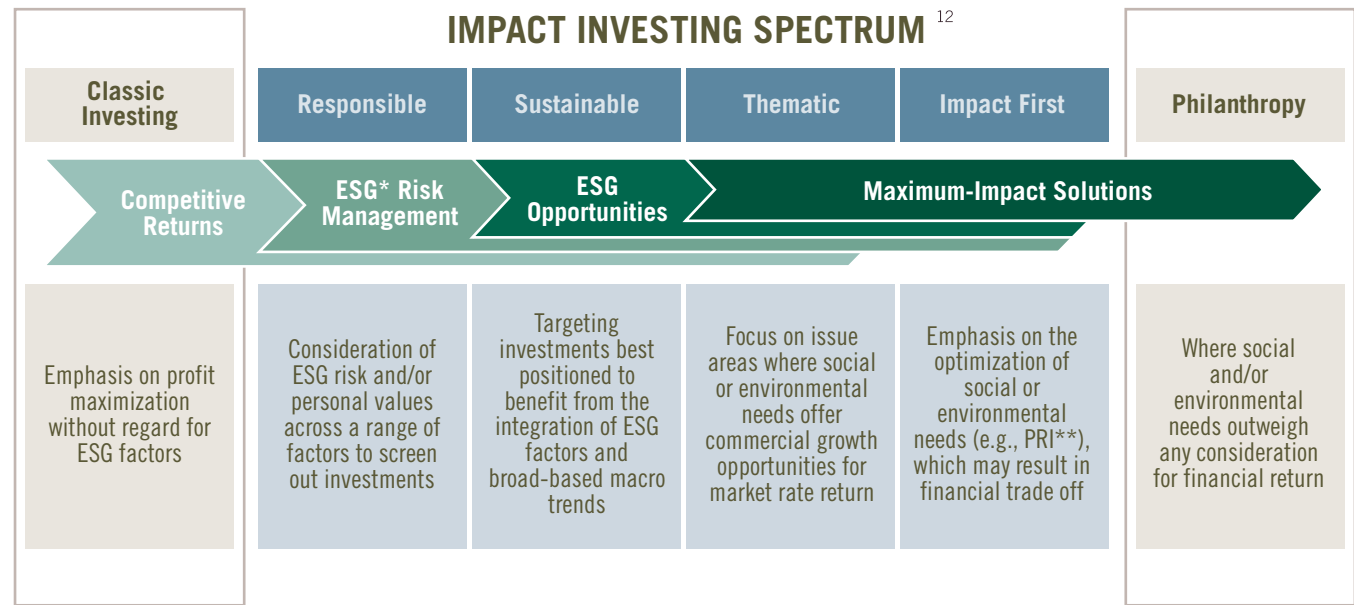 IMPACT INVESTING SPECTRUM 12
Classic
Investing
Responsible
Sustainable
Thematic
Impact First
Philanthropy
Competitive
Returns
ESG* Risk
Management
ESG
Opportunities
Maximum-Impact Solutions
Emphasis on profit
maximization
without regard for
ESG factors
Consideration of
ESG risk and/or
personal values
across a range of
factors to screen
out investments
Targeting
investments best
positioned to
benefit from the
integration of ESG
factors and
broad-based macro
trends
Focus on issue
areas where social
or environmental
needs offer
commercial growth
opportunities for
market rate return
Emphasis on the
optimization of
social or
environmental
needs (e.g., PRI**),
which may result in
financial trade off
Where social
and/or
environmental
needs outweigh
any consideration
for financial return